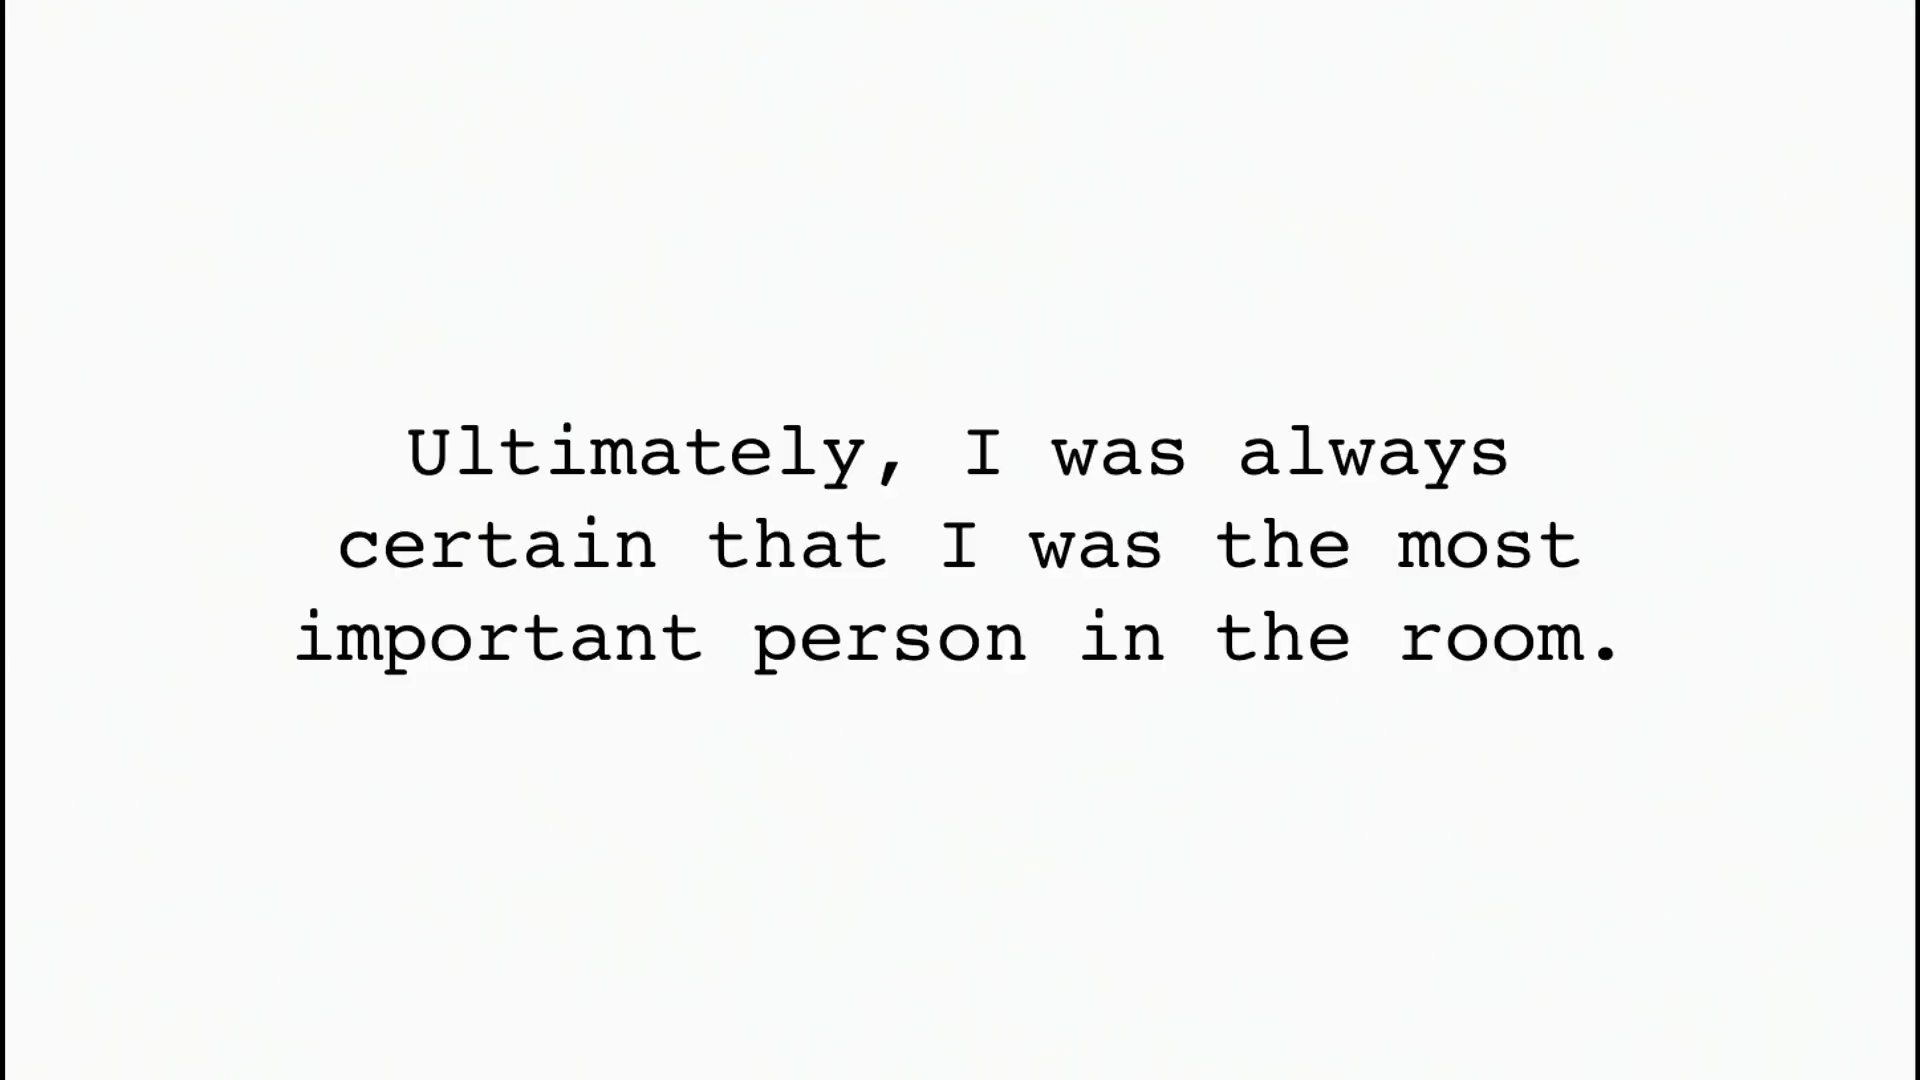 Ultimately, I was always
certain that I was the most
important person in the room.